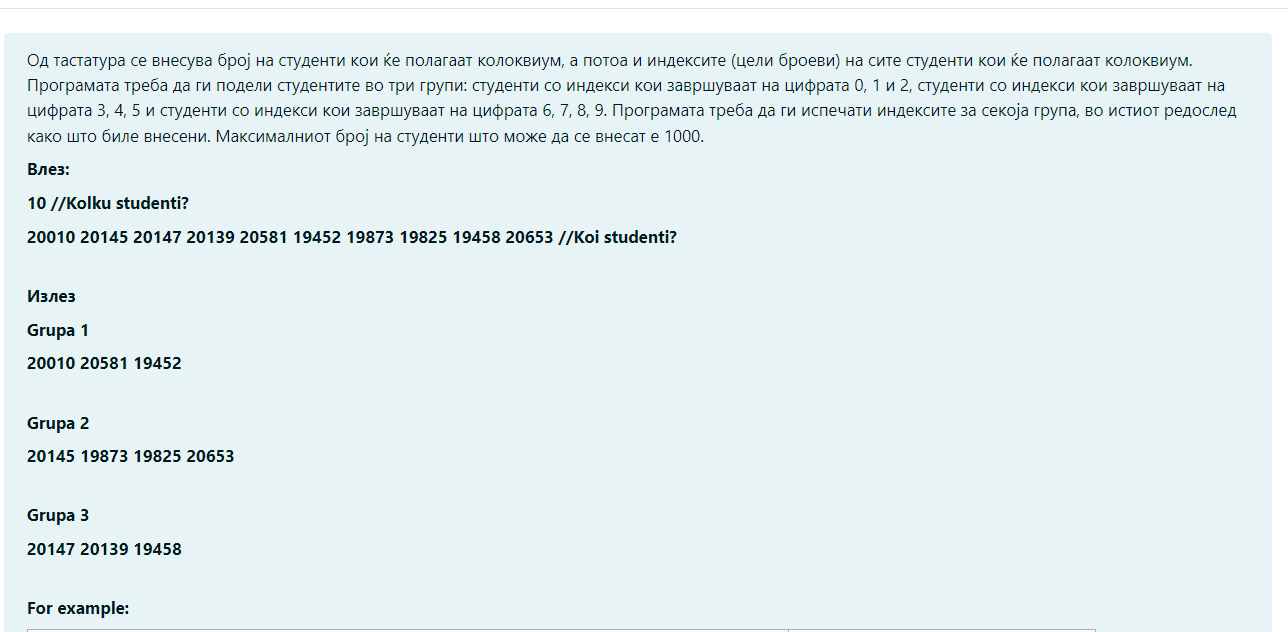 Од тастатура се внесува број на студенти кои ќе полагаат колоквиум, а потоа и индексите (цели броеви) на сите студенти кои ќе полагаат колоквиум.
Програмата треба да ги подели студентите во три групи: студенти со индекси кои завршуваат на цифрата 0, 1 и 2, студенти со индекси кои завршуваат на
цифрата 3, 4, 5 и студенти со индекси кои завршуваат на цифрата 6, 7, 8, 9. Програмата треба да ги испечати индексите за секоја група, во истиот редослед
како што биле внесени. Максималниот број на студенти што може да се внесат е 1000.
Влез:
10 //Kolku studenti?
20010 20145 20147 20139 20581 19452 19873 19825 19458 20653 //Koi studenti?
Излез
Grupa 1
20010 20581 19452
Grupa 2
20145 19873 19825 20653
Grupa 3
20147 20139 19458
For example: